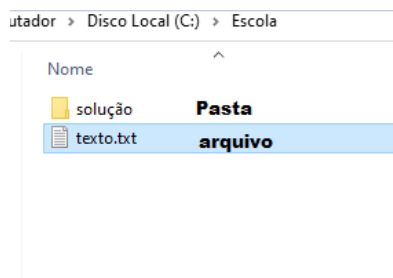 utador > Disco Local (C:) > Escola
Nome
solução Pasta
texto.txt arquivo